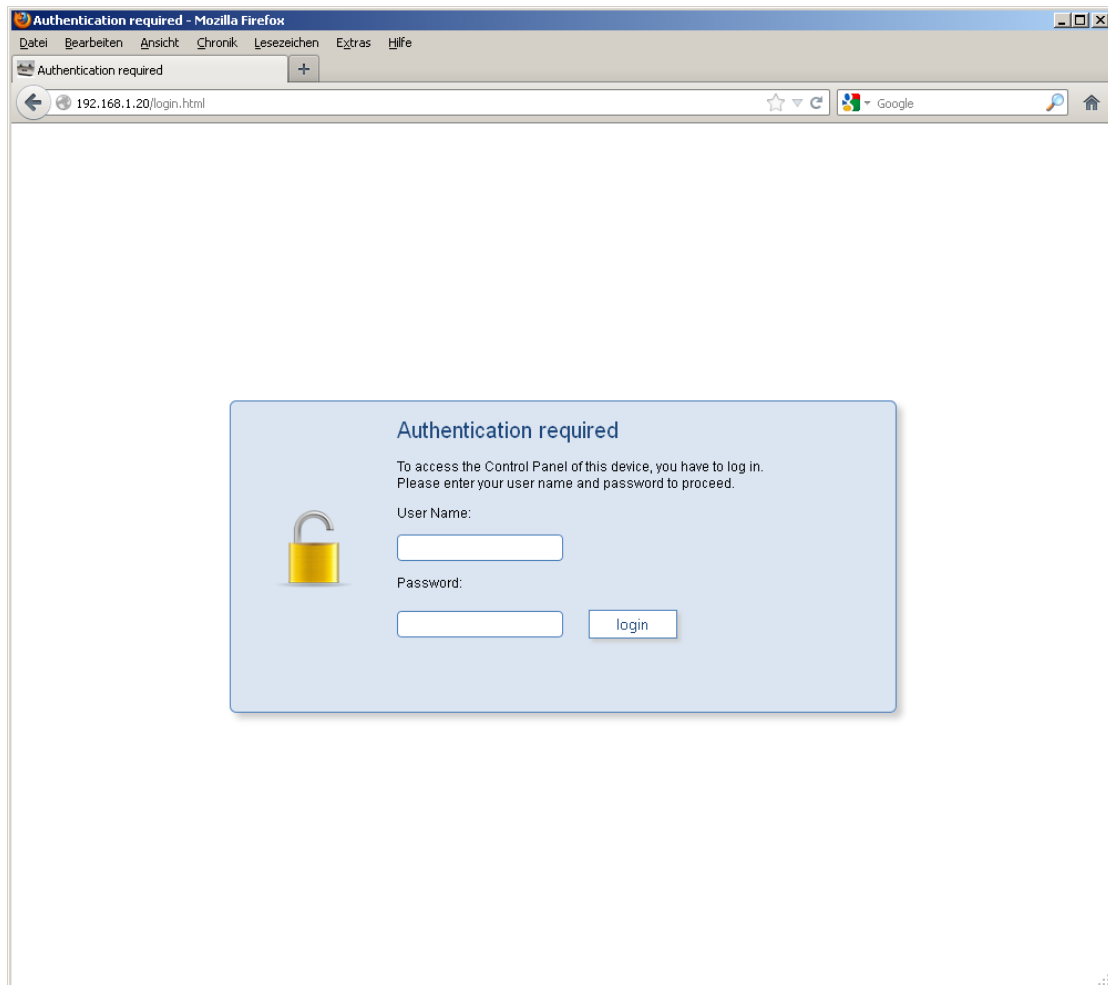 Authentication required - Mozilla Firefox
Datei Bearbeiten Ansicht Chronik Lesezeichen Extras Hilfe
Authentication required
192.168.1.20/login.html Google
Authentication required
To access the Control Panel of this device, you have to log in.
Please enter your user name and password to proceed.
User Name:
Password:
login